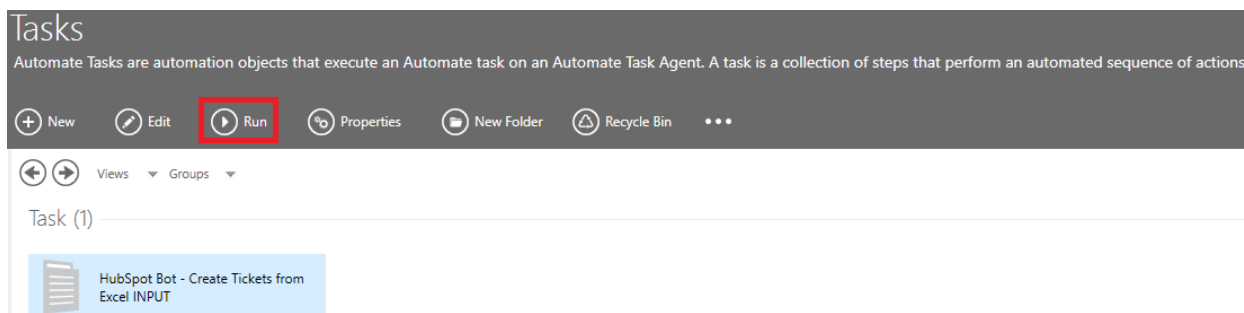 Tasks
Automate Tasks are automation objects that execute an Automate task on an Automate Task Agent. A task is a collection of steps that perform an automated sequence of actions
New Edit Run Properties New Folder Recycle Bin
Views Groups
Task (1)
HubSpot Bot - Create Tickets from
Excel INPUT